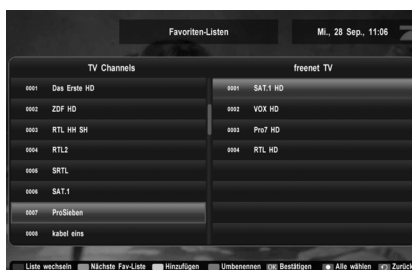 Favoriten-Listen Mi., 28 Sep., 11:06
TV Channels
0001 Das Erste HD
0002 ZDF HD
0003 RTL HH SH
0004 RTL2
0005 SRTL
0006 SAT.1
0007 ProSieben
0008 kabel eins
freenet TV
0001 SAT.1 HD
0002 VOX HD
0003 Pro7 HD
0004 RTL HD
Liste wechseln Nächste Fav-Liste Hinzufügen Umbenennen OK Bestätigen Alle wählen Zurück